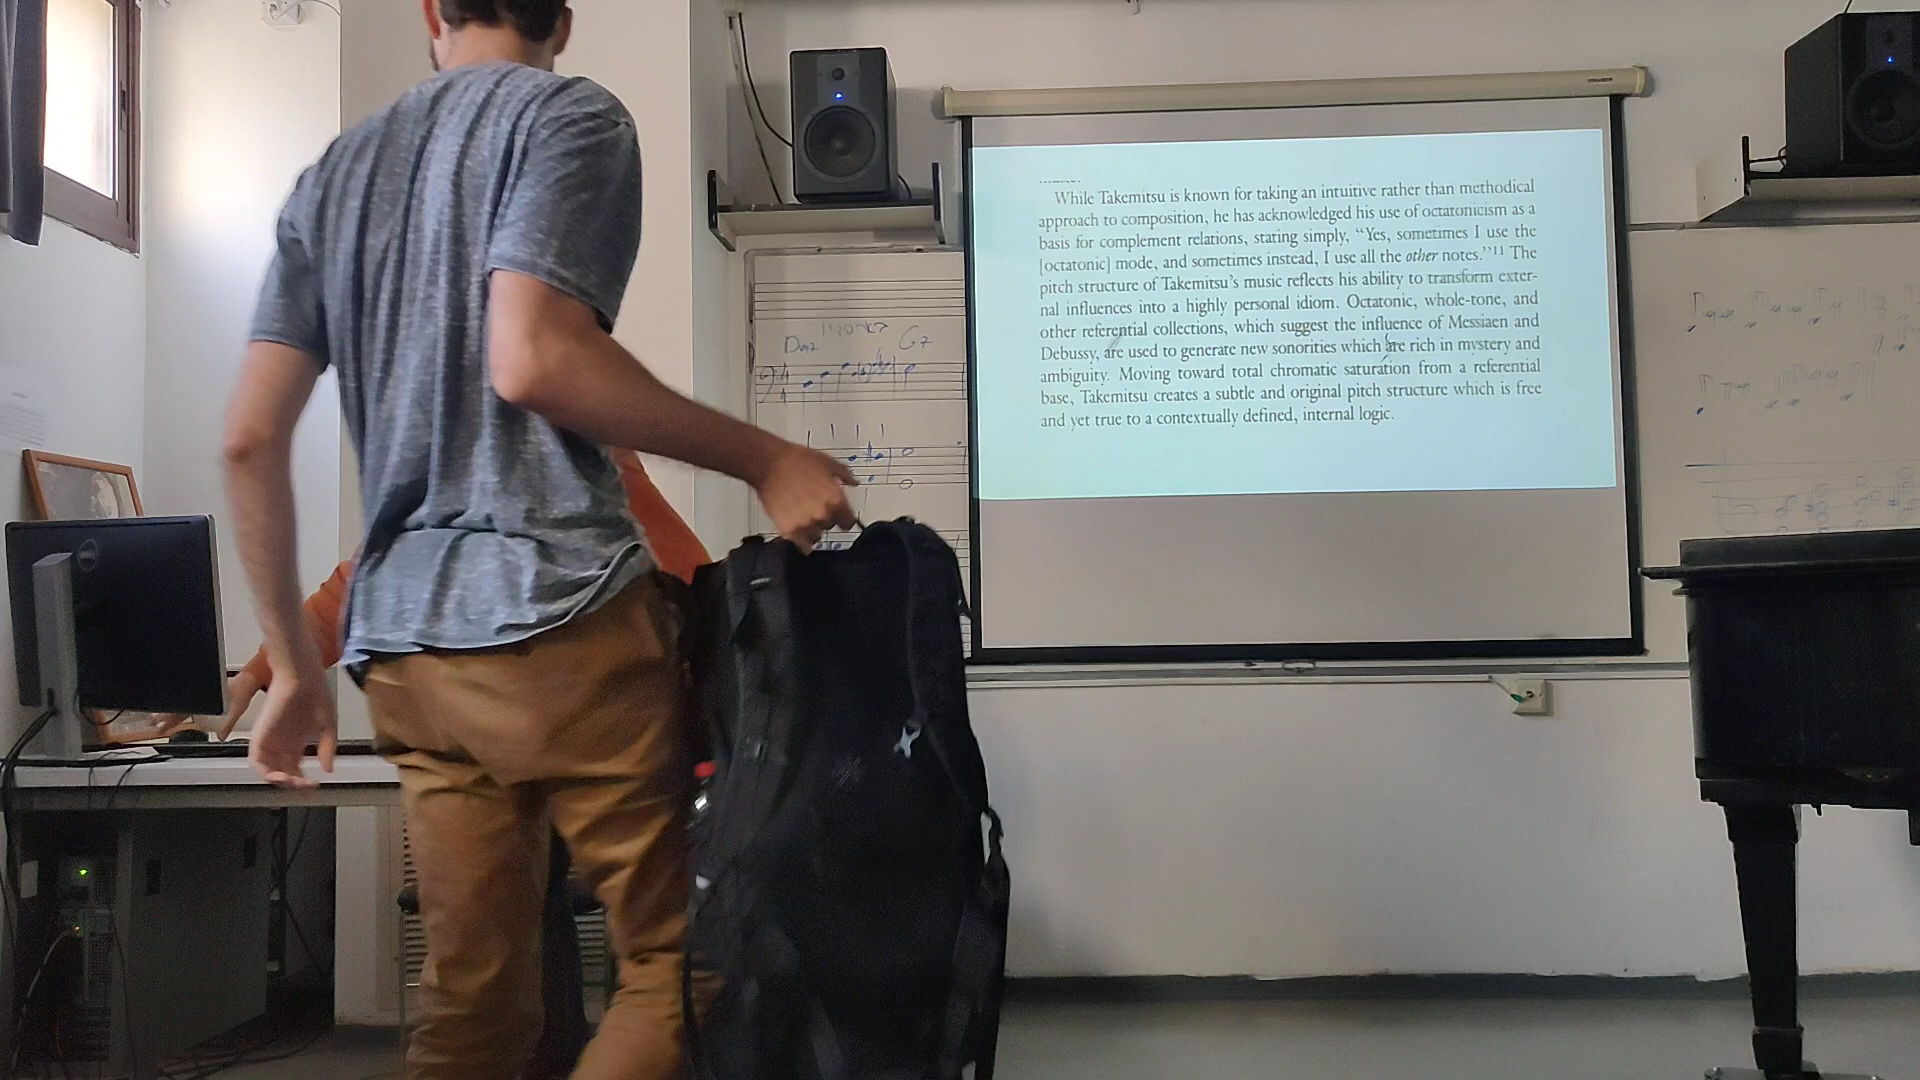 While Takemitsu is known for taking an intuitive rather than methodical
approach to composition, he has acknowledged his use of octatonicism as a
basis for complement relations, stating simply, “Yes, sometimes I use the
[octatonic] mode, and sometimes instead, I use all the other notes.”11 The
pitch structure of Takemitsu’s music reflects his ability to transform exter-
nal influences into a highly personal idiom. Octatonic, whole-tone, and
other referential collections, which suggest the influence of Messiaen and
Debussy, are used to generate new sonorities which are rich in mystery and
ambiguity. Moving toward total chromatic saturation from a referential
base, Takemitsu creates a subtle and original pitch structure which is free
and yet true to a contextually defined, internal logic.
G7
DELL